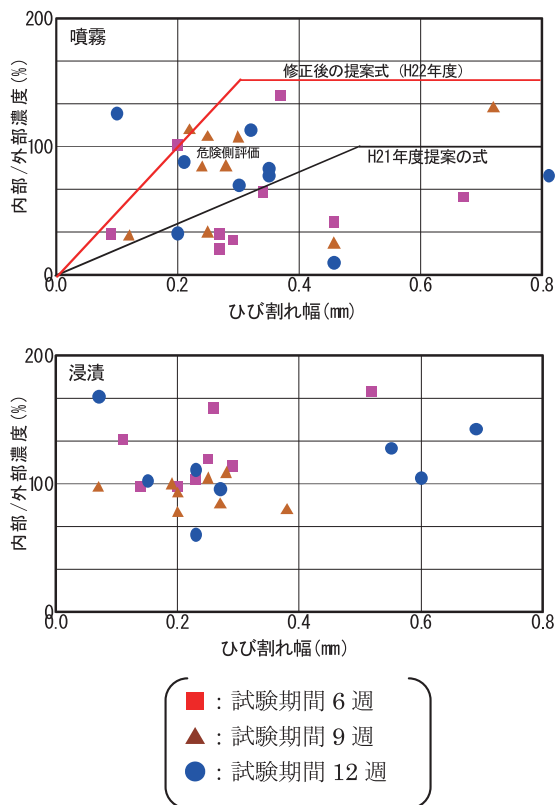 200
噴霧
修正後の提案式 (H22年度)
100
危険側評価
H21年度提案の式
内部/外部濃度(%)
0
0.0
0.2
0.4
0.6
0.8
ひび割れ幅(mm)
200
浸漬
100
内部/外部濃度(%)
0
0.0
0.2
0.4
0.6
0.8
ひび割れ幅(mm)
：試験期間 6 週
：試験期間 9 週
：試験期間 12 週